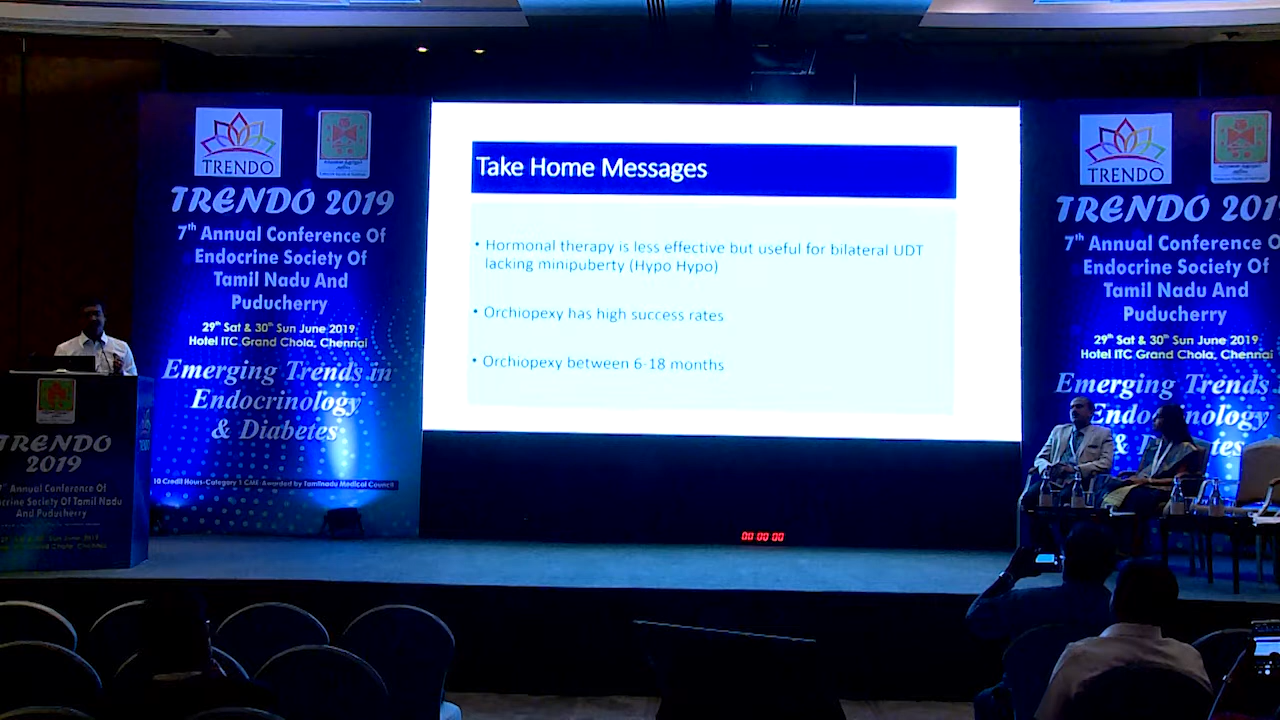 TRENDO
TRENDO 2019
7th Annual Conference Of
Endocrine Society Of
Tamil Nadu And
Puducherry
29th Sat & 30th Sun June 2019
Hotel ITC Grand Chola, Chennai
Emerging Trends in
Endocrinology
& Diabetes
10 Credit Hours-Category 1 CME-Awarded by Tamilnadu Medical Council
Take Home Messages
• Hormonal therapy is less effective but useful for bilateral UDT
lacking minipuberty (Hypo Hypo)
• Orchiopexy has high success rates
• Orchiopexy between 6-18 months
00 00 00
TRENDO
TRENDO 201
7th Annual Conference O
Endocrine Society Of
Tamil Nadu And
Puducherry
29th Sat & 30th Sun June 2019
Hotel ITC Grand Chola, Chennai
Emerging Trends
Endocrinology
&
tes
TRENDO
2019
7th Annual Conference Of
crine Society Of Tamil Nadu
And Puducherry